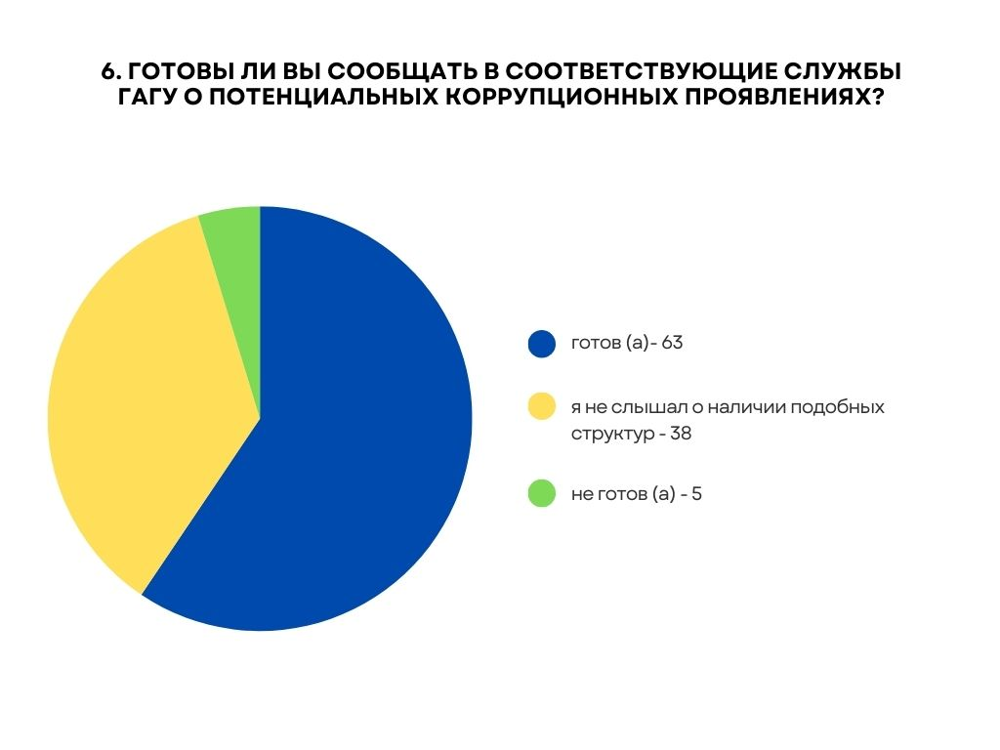 6. ГОТОВЫ ЛИ ВЫ СООБЩАТЬ В СООТВЕТСТВУЮЩИЕ СЛУЖБЫ
ГАГУ О ПОТЕНЦИАЛЬНЫХ КОРРУПЦИОННЫХ ПРОЯВЛЕНИЯХ?
готов (а)- 63
я не слышал о наличии подобных
структур - 38
не готов (а) - 5